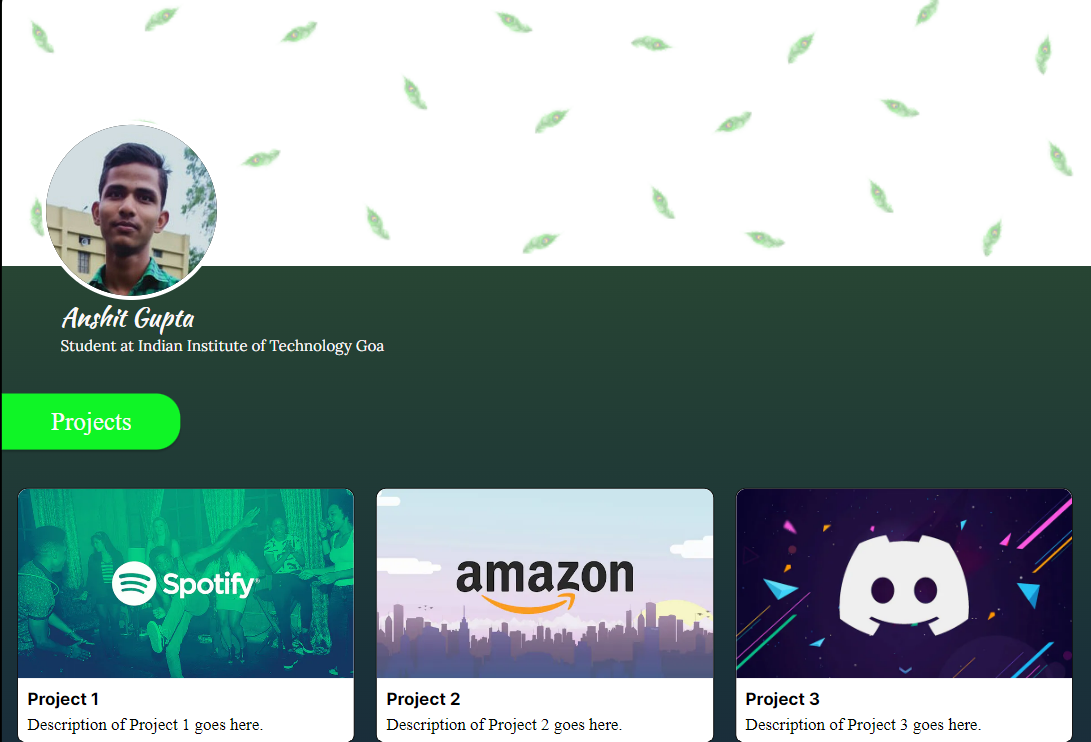 Anshit Gupta
Student at Indian Institute of Technology Goa
Projects
Spotify
amazon
Project 1
Description of Project 1 goes here.
Project 2
Description of Project 2 goes here.
Project 3
Description of Project 3 goes here.